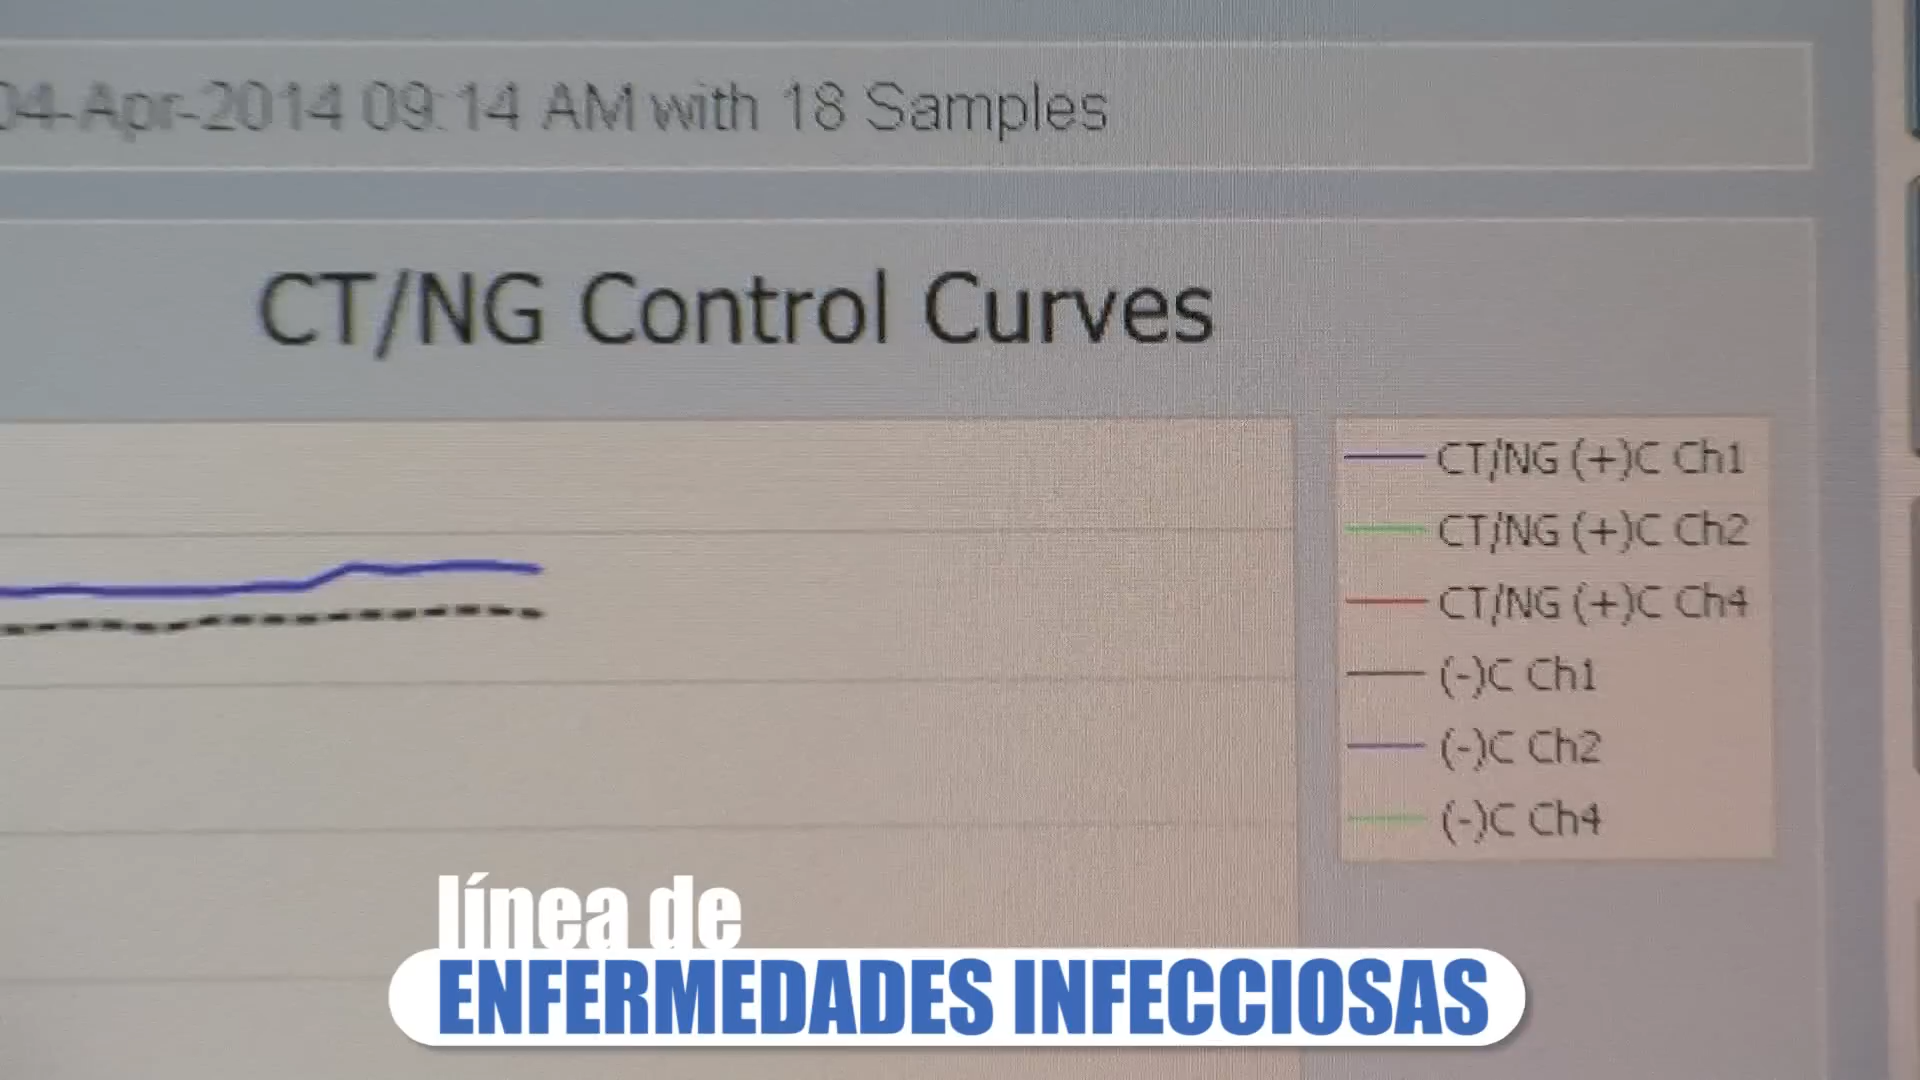 04-Apr-2014 09:14 AM with 18 Samples
CT/NG Control Curves
CT/NG (+)C Ch1
CT/NG (+)C Ch2
CT/NG (+)C Ch4
(-)C Ch1
(-)C Ch2
(-)C Ch4
línea de
ENFERMEDADES INFECCIOSAS